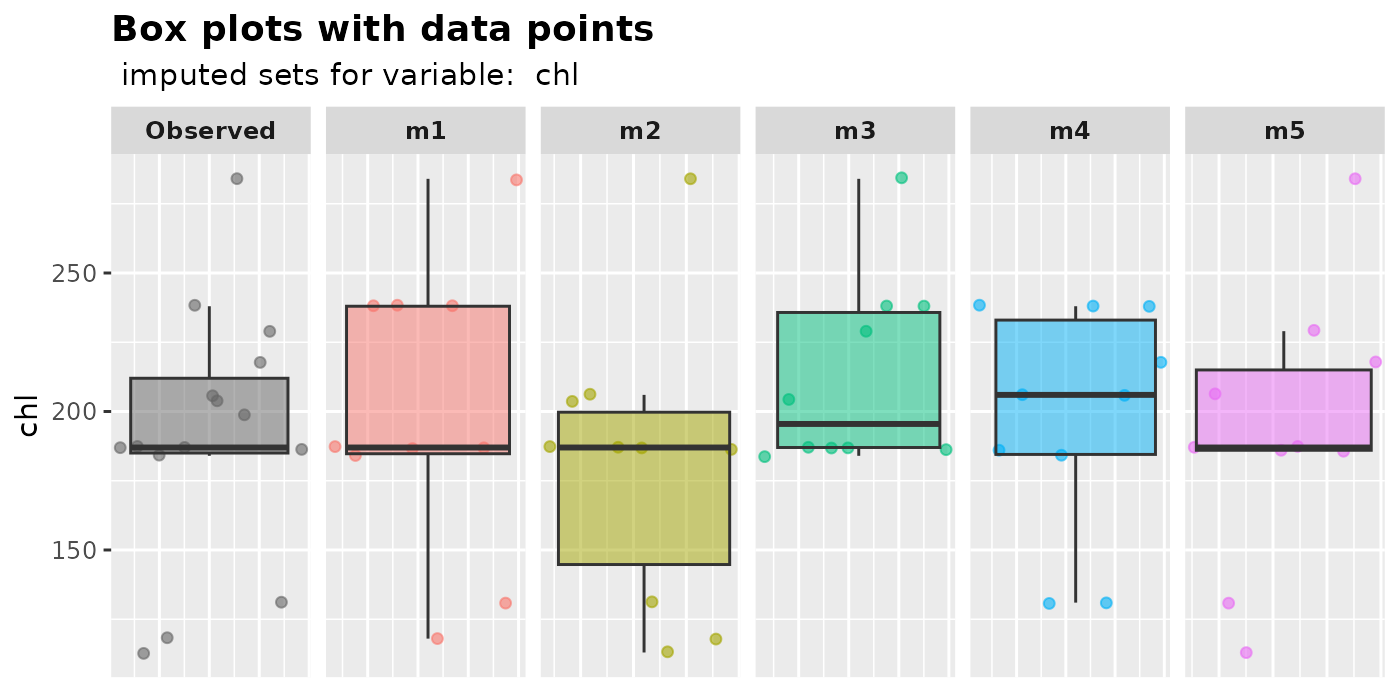 Box plots with data points
imputed sets for variable:  chl
Observed m1 m2 m3 m4 m5
250
200
150
chl